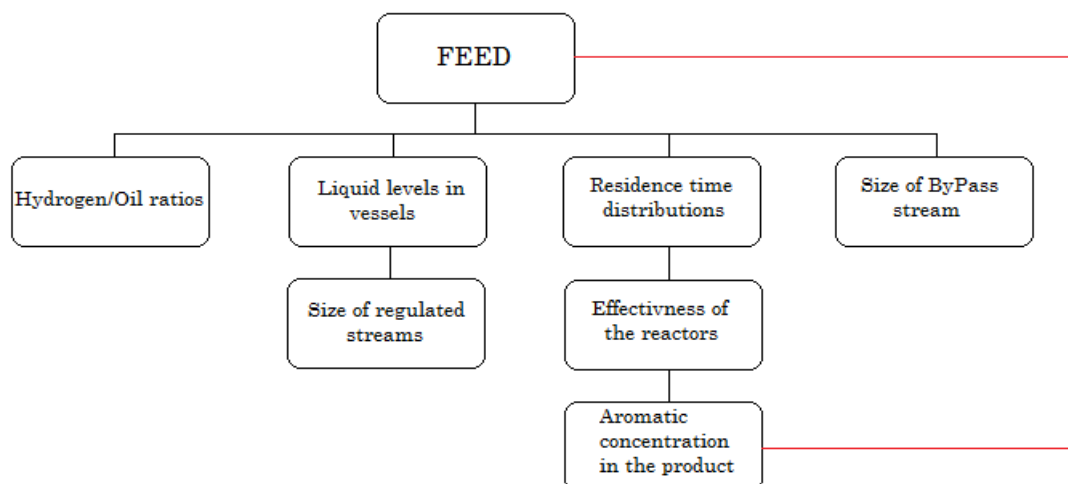 FEED
Hydrogen/Oil ratios
Liquid levels in
vessels
Residence time
distributions
Size of ByPass
stream
Size of regulated
streams
Effectivness of
the reactors
Aromatic
concentration
in the product